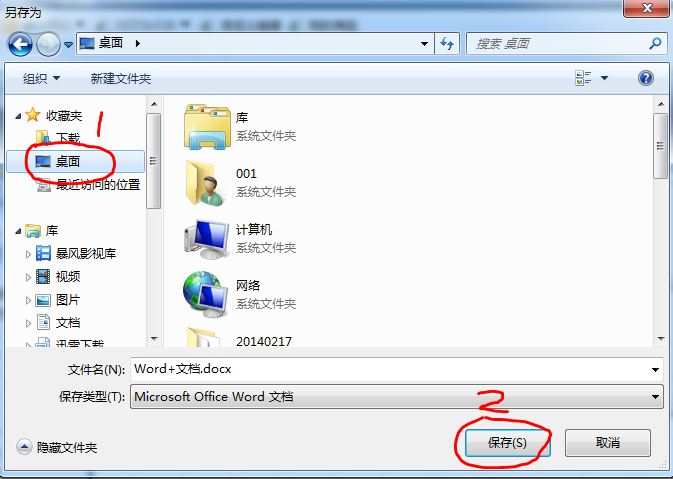 另存为
桌面
搜索 桌面
组织
新建文件夹
收藏夹
1
下载
桌面
最近访问的位置
库
暴风影视库
视频
图片
文档
迅雷下载
库
系统文件夹
001
系统文件夹
计算机
系统文件夹
网络
系统文件夹
20140217
文件名(N): Word+文档.docx
保存类型(T): Microsoft Office Word 文档
2
隐藏文件夹
保存(S)
取消